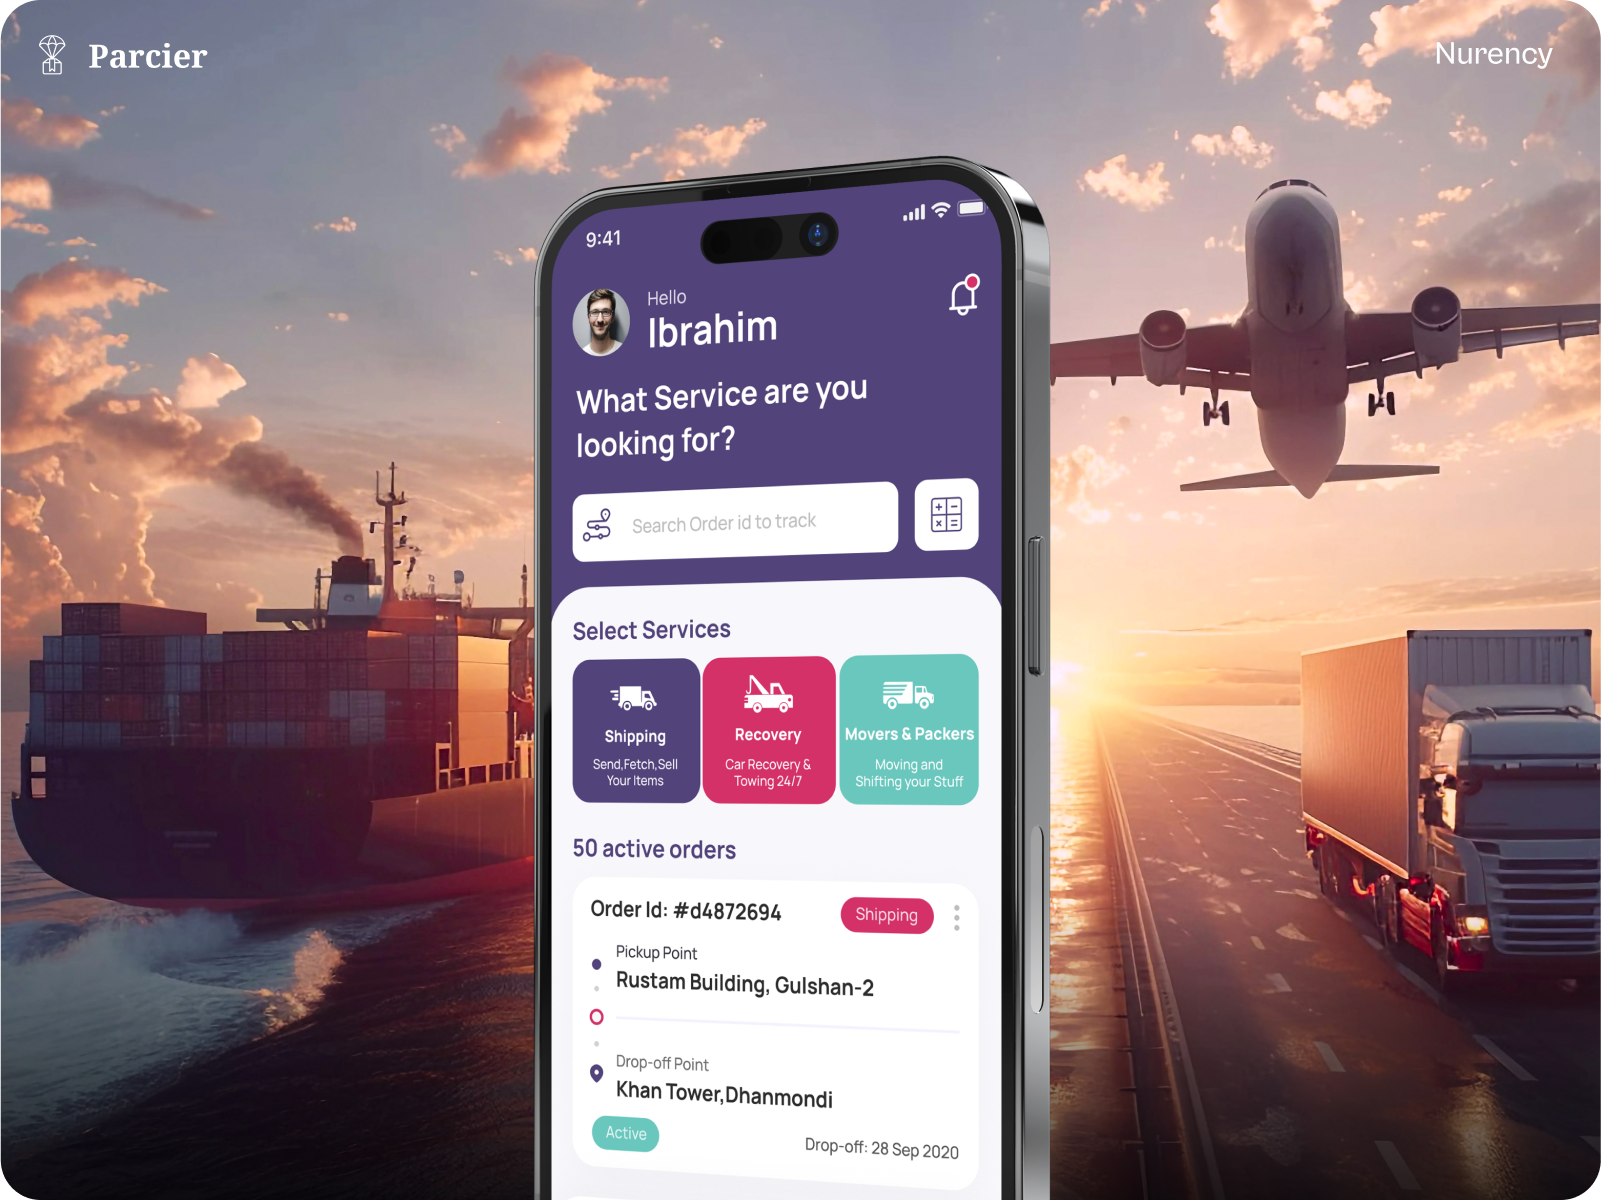 Parcier
Nurency
9:41
Hello
Ibrahim
What Service are you
looking for?
Search Order id to track
Select Services
Shipping
Send,Fetch,Sell
Your Items
Recovery
Car Recovery &
Towing 24/7
Movers & Packers
Moving and
Shifting your Stuff
50 active orders
Order Id: #d4872694
Shipping
Pickup Point
Rustam Building, Gulshan-2
Drop-off Point
Khan Tower,Dhanmondi
Active
Drop-off: 28 Sep 2020